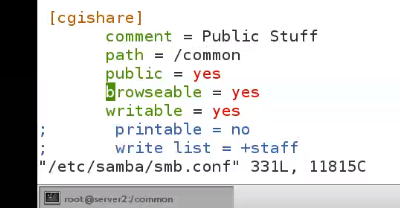 [cgishare]
comment = Public Stuff
path = /common
public = yes
browseable = yes
writable = yes
; printable = no
; write list = +staff
"/etc/samba/smb.conf" 331L, 11815C
root@server2:/common